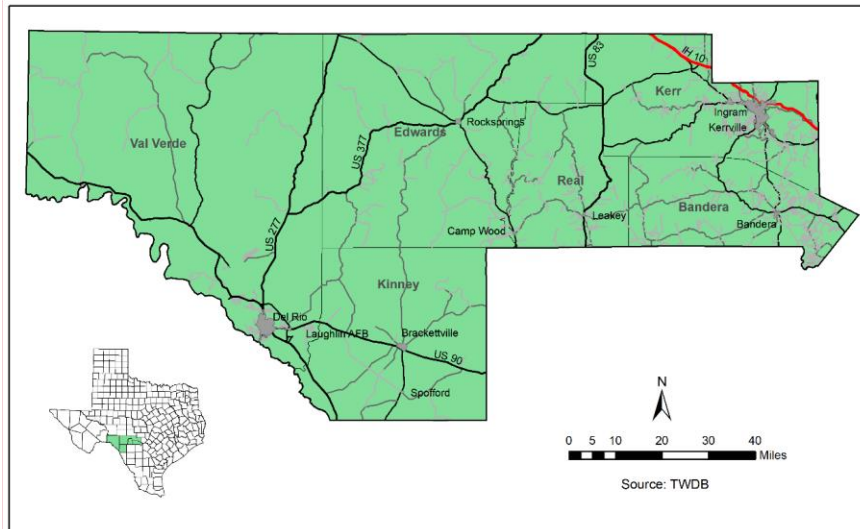 IH 10
US 83
Kerr
Ingram
Kerrville
Rocksprings
Edwards
Val Verde
US 377
Real
Bandera
Leakey
Bandera
Camp Wood
US 277
Kinney
Del Rio
Laughlin AFB
Brackettville
US 90
Spofford
N
0 5 10 20 30 40
Miles
Source: TWDB